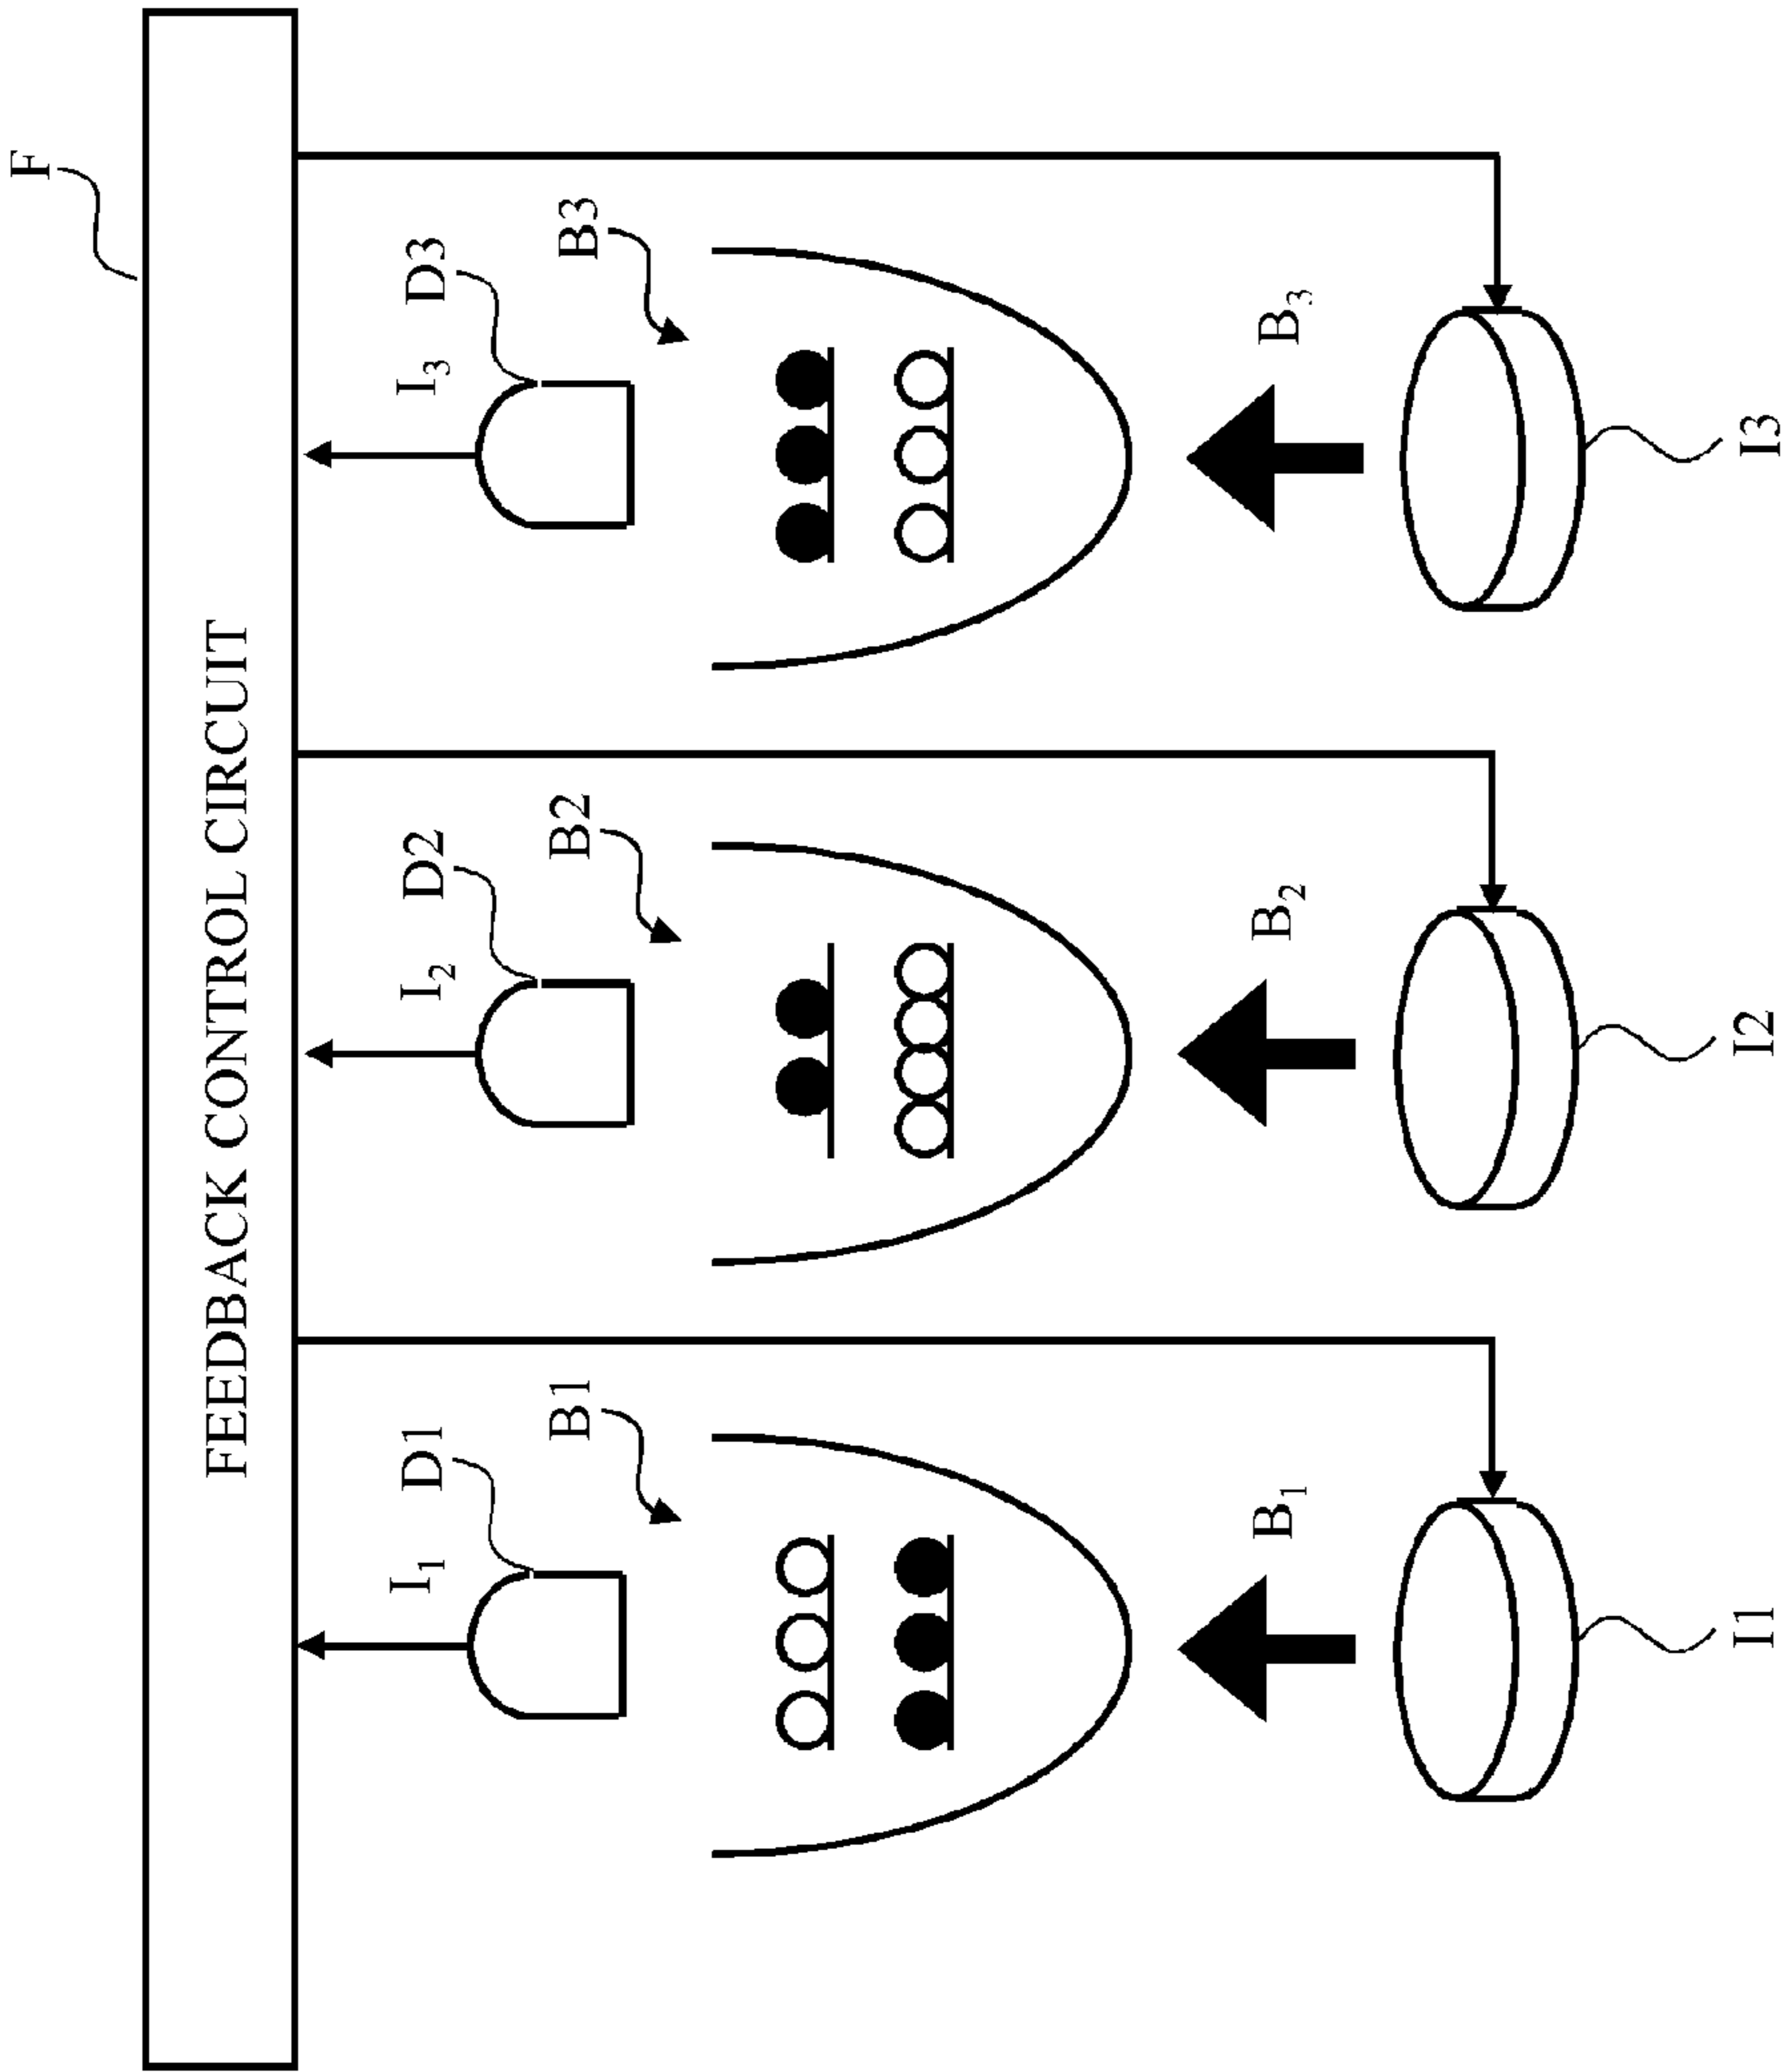 F
FEEDBACK CONTROL CIRCUIT
I₁
D1
I₂
D2
I₃
D3
B1
B2
B3
B₁
B₂
B₃
I1
I2
I3